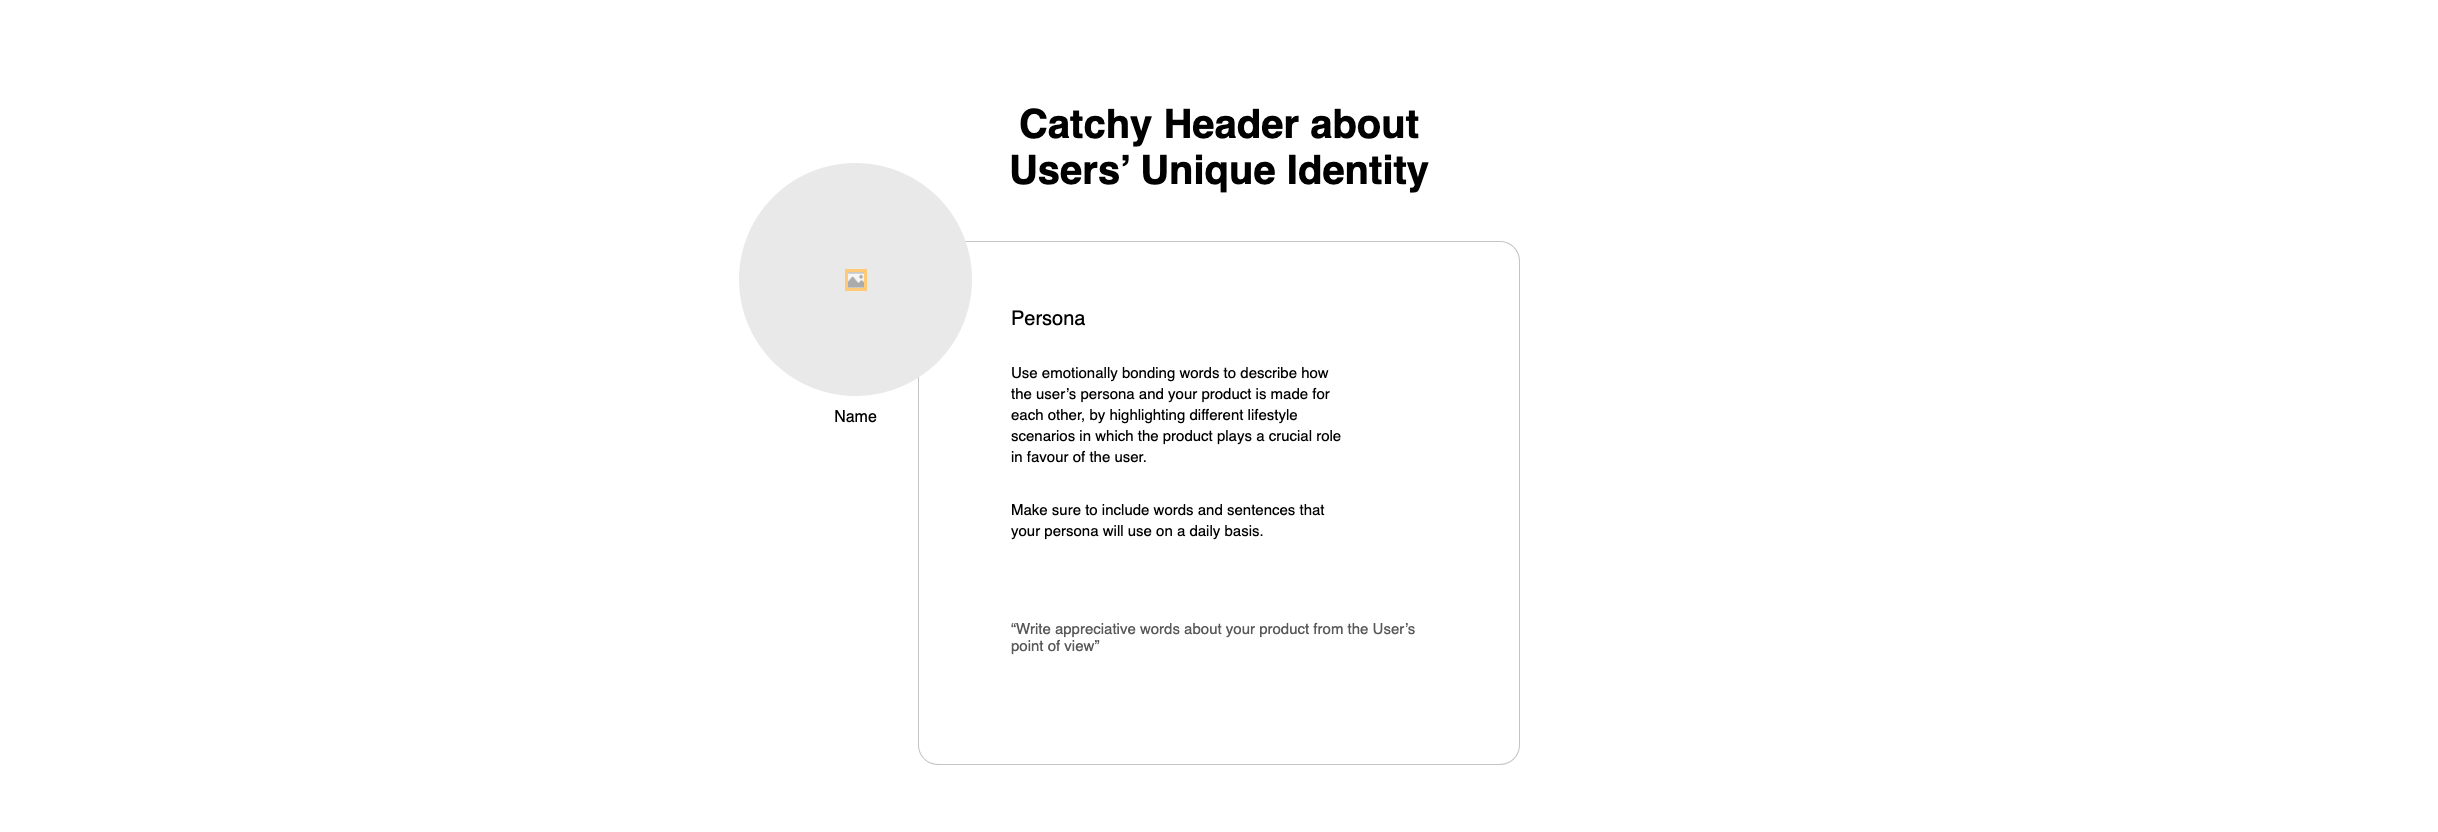 Catchy Header about
Users’ Unique Identity
Name
Persona
Use emotionally bonding words to describe how
the user’s persona and your product is made for
each other, by highlighting different lifestyle
scenarios in which the product plays a crucial role
in favour of the user.
Make sure to include words and sentences that
your persona will use on a daily basis.
“Write appreciative words about your product from the User’s
point of view”